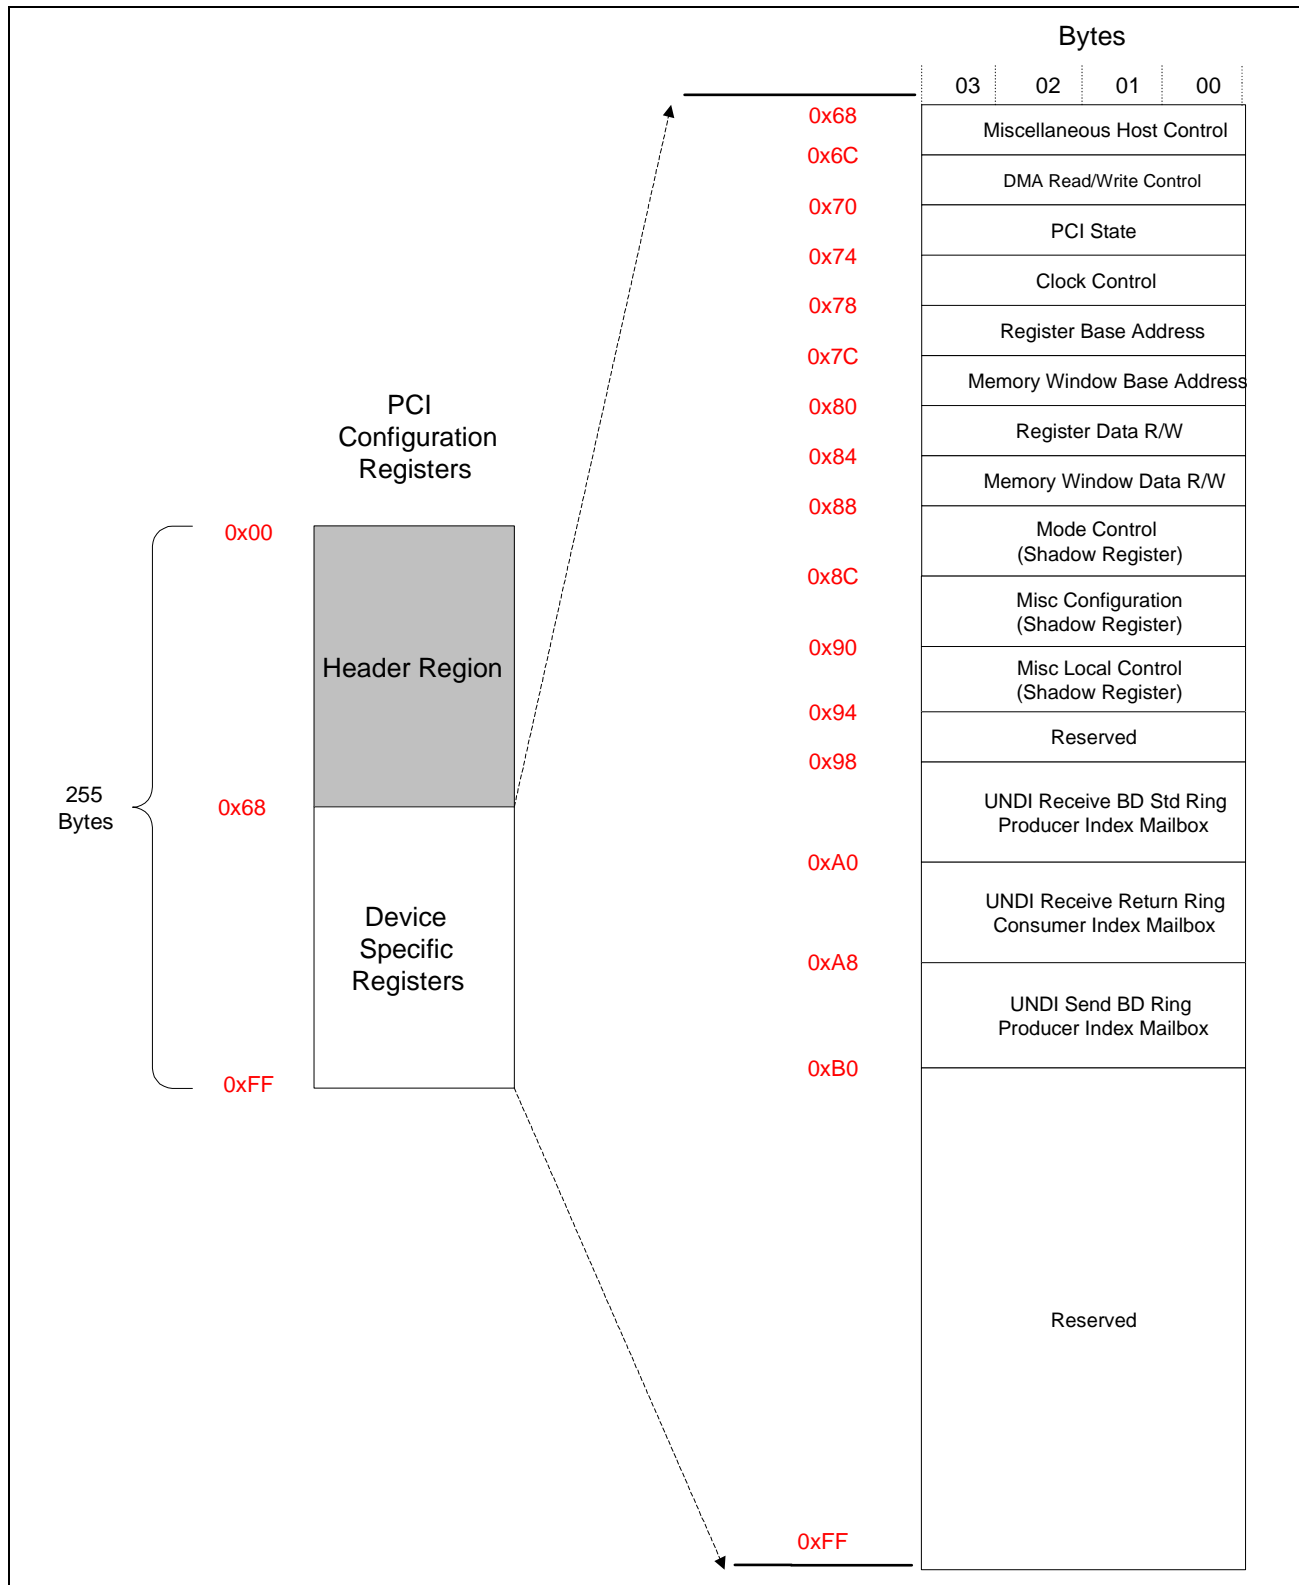 Bytes
03 02 01 00
0x68
Miscellaneous Host Control
0x6C
DMA Read/Write Control
0x70
PCI State
0x74
Clock Control
0x78
Register Base Address
0x7C
Memory Window Base Address
0x80
Register Data R/W
0x84
Memory Window Data R/W
0x88
Mode Control
(Shadow Register)
0x8C
Misc Configuration
(Shadow Register)
0x90
Misc Local Control
(Shadow Register)
0x94
Reserved
0x98
UNDI Receive BD Std Ring
Producer Index Mailbox
0xA0
UNDI Receive Return Ring
Consumer Index Mailbox
0xA8
UNDI Send BD Ring
Producer Index Mailbox
0xB0
Reserved
0xFF
PCI
Configuration
Registers
0x00
Header Region
0x68
255
Bytes
Device
Specific
Registers
0xFF